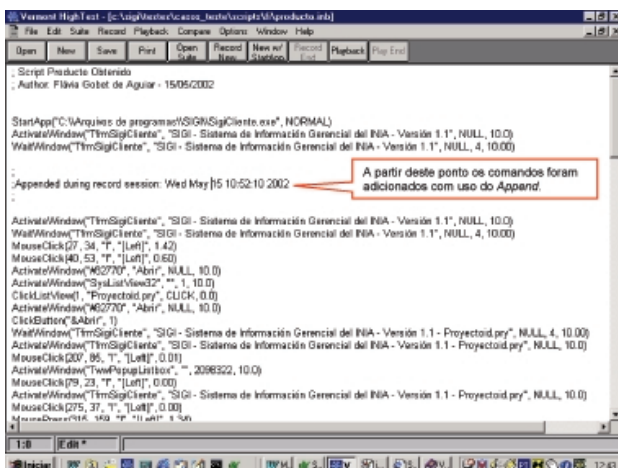 Vermont HighTest - [c:\sigi\testes\casos_teste\scripts\fi\producto.inb]
File Edit Suite Record Playback Compare Options Window Help
Open New Save Print Open Suite Record New New w/ StartApp Record End Playback Play End
; Script Producto Obtenido
; Author: Flávia Gobet de Aguiar - 15/05/2002
StartApp("C:\\Arquivos de programas\\SIGI\\SigiCliente.exe", NORMAL)
ActivateWindow("TfrmSigiCliente", "SIGI - Sistema de Información Gerencial del INIA - Versión 1.1", NULL, 10.0)
WaitWindow("TfrmSigiCliente", "SIGI - Sistema de Información Gerencial del INIA - Versión 1.1", NULL, 4, 10.00)
;
;Appended during record session: Wed May 15 10:52:10 2002
;
A partir deste ponto os comandos foram
adicionados com uso do Append.
ActivateWindow("TfrmSigiCliente", "SIGI - Sistema de Información Gerencial del INIA - Versión 1.1", NULL, 10.0)
WaitWindow("TfrmSigiCliente", "SIGI - Sistema de Información Gerencial del INIA - Versión 1.1", NULL, 4, 10.00)
MouseClick(27, 34, "l", "[Left]", 1.42)
MouseClick(40, 53, "l", "[Left]", 0.60)
ActivateWindow("#32770", "Abrir", NULL, 10.0)
ActivateWindow("SysListView32", "", 1, 10.0)
ClickListView(1, "Proyectoid.pry", CLICK, 0.0)
ActivateWindow("#32770", "Abrir", NULL, 10.0)
ClickButton("&Abrir", 1)
WaitWindow("TfrmSigiCliente", "SIGI - Sistema de Información Gerencial del INIA - Versión 1.1 - Proyectoid.pry", NULL, 4, 10.00)
ActivateWindow("TfrmSigiCliente", "SIGI - Sistema de Información Gerencial del INIA - Versión 1.1 - Proyectoid.pry", NULL, 10.0)
MouseClick(207, 85, "l", "[Left]", 0.01)
ActivateWindow("TwwPopupListbox", "", 2098322, 10.0)
MouseClick(79, 23, "l", "[Left]", 0.00)
ActivateWindow("TfrmSigiCliente", "SIGI - Sistema de Información Gerencial del INIA - Versión 1.1 - Proyectoid.pry", NULL, 10.0)
MouseClick(275, 37, "l", "[Left]", 0.00)
MousePress(315, 159, "l", "[Left]", 1.34)
1:0 Edit *
Iniciar 12:43